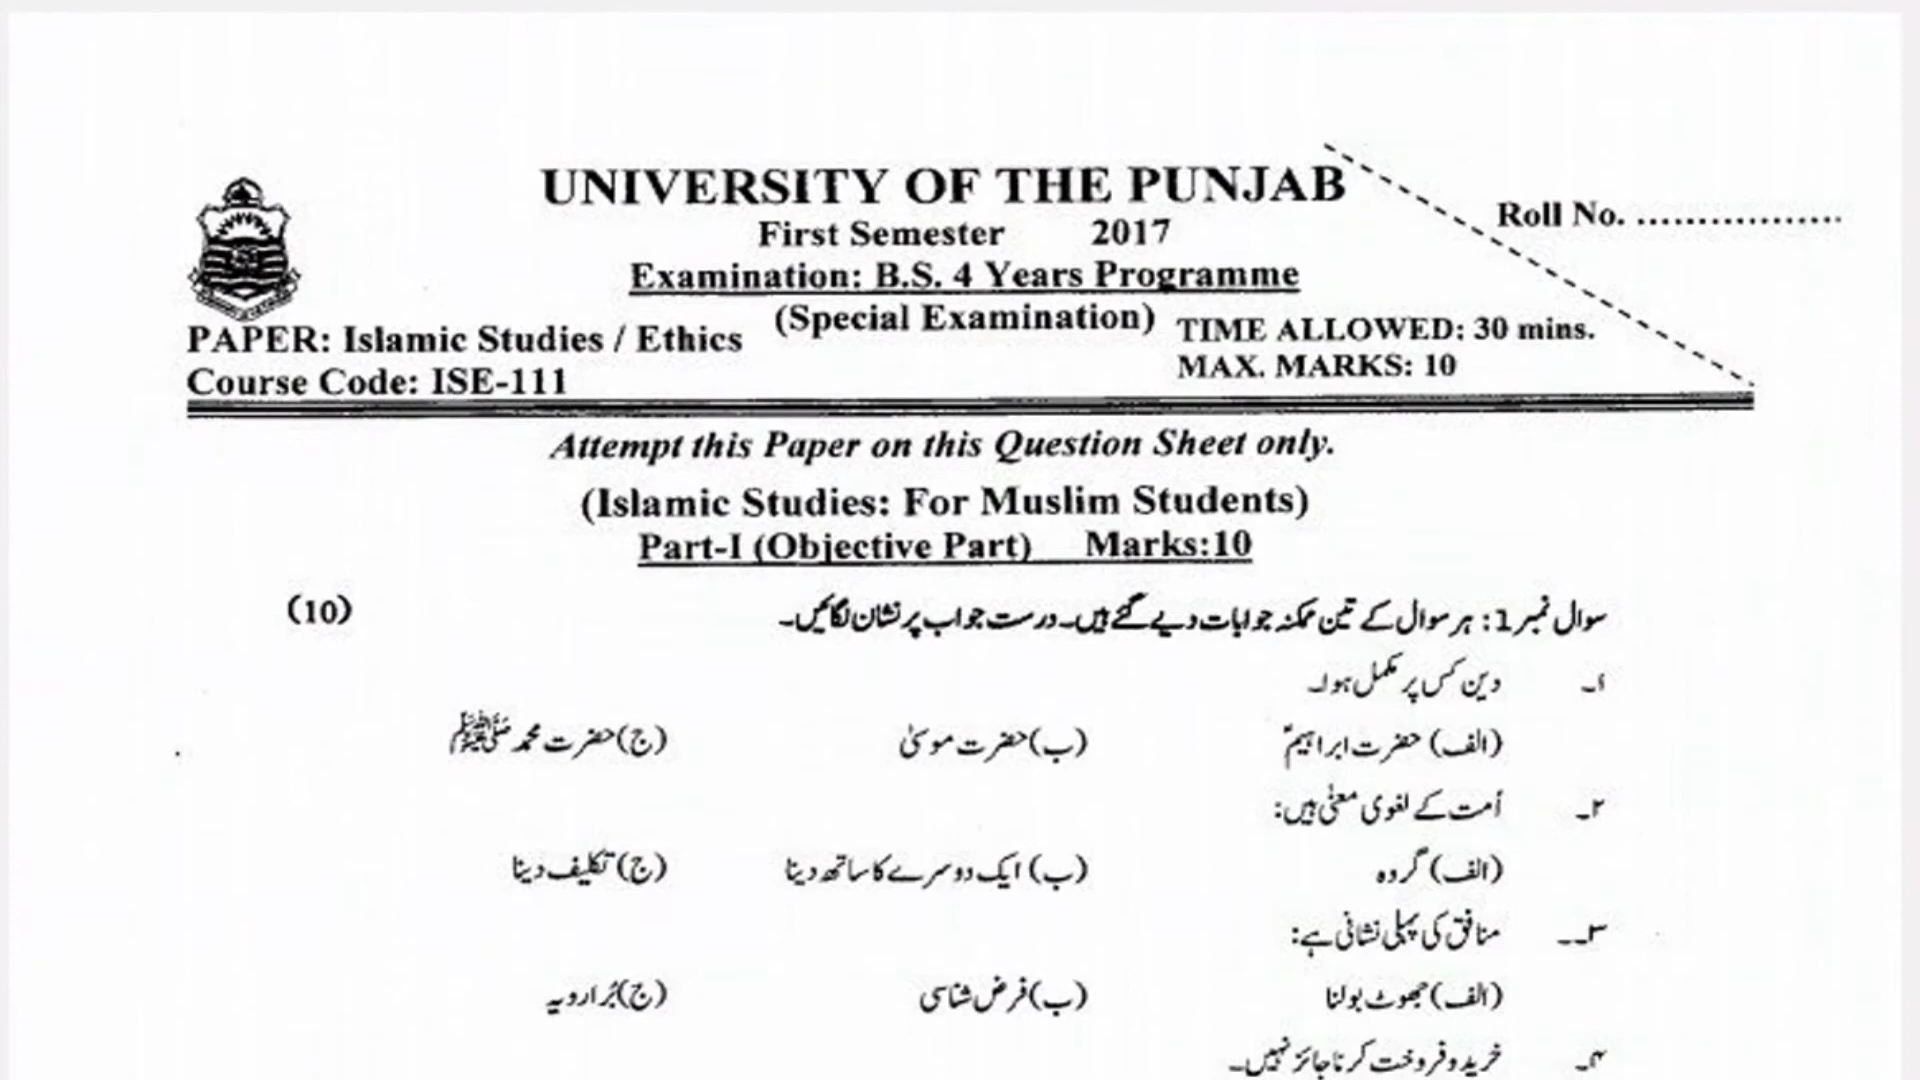 UNIVERSITY OF THE PUNJAB
Roll No. .................
First Semester 2017
Examination: B.S. 4 Years Programme
(Special Examination)
PAPER: Islamic Studies / Ethics
TIME ALLOWED: 30 mins.
Course Code: ISE-111
MAX. MARKS: 10
Attempt this Paper on this Question Sheet only.
(Islamic Studies: For Muslim Students)
Part-I (Objective Part) Marks:10
سوال نمبر 1: ہر سوال کے تین ممکنہ جوابات دیے گئے ہیں۔ درست جواب پر نشان لگائیں۔ (10)
۱۔ دین کس پر مکمل ہوا۔
(الف) حضرت ابراہیمؑ (ب) حضرت موسیٰ (ج) حضرت محمد ﷺ
۲۔ اُمت کے لغوی معنیٰ ہیں:
(الف) گروہ (ب) ایک دوسرے کا ساتھ دینا (ج) تکلیف دینا
۳۔ منافق کی پہلی نشانی ہے:
(الف) جھوٹ بولنا (ب) فرض شناسی (ج) بُرا رویہ
۴۔ خرید و فروخت کرنا جائز نہیں۔